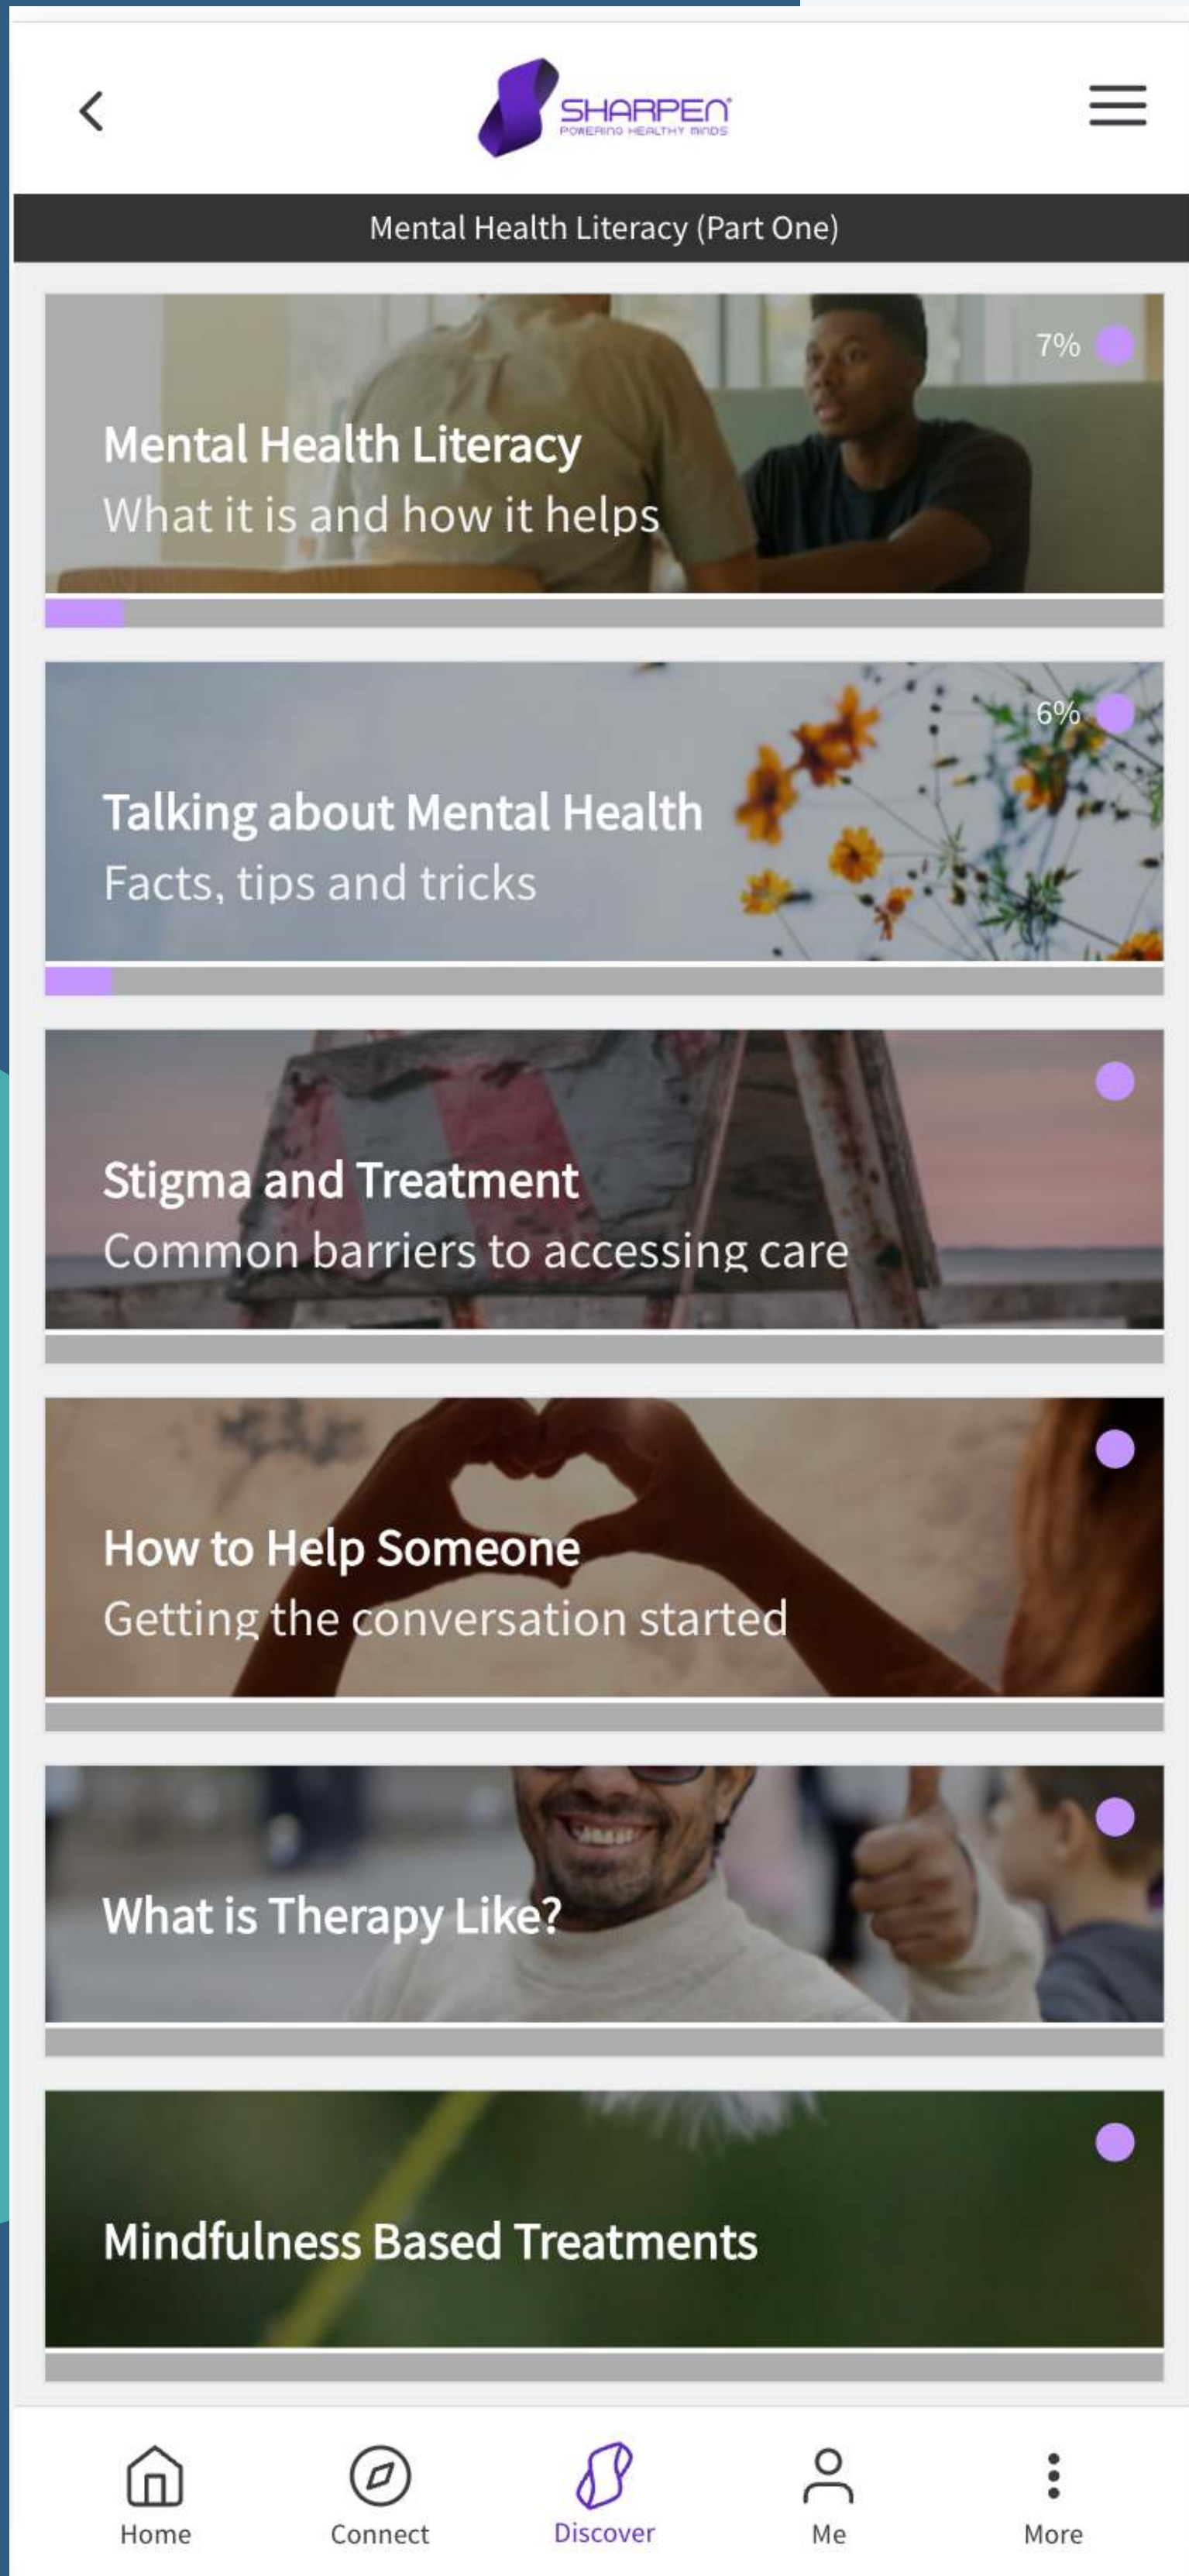 SHARPEN®
POWERING HEALTHY MINDS
Mental Health Literacy (Part One)
7%
Mental Health Literacy
What it is and how it helps
6%
Talking about Mental Health
Facts, tips and tricks
Stigma and Treatment
Common barriers to accessing care
How to Help Someone
Getting the conversation started
What is Therapy Like?
Mindfulness Based Treatments
Home
Connect
Discover
Me
More